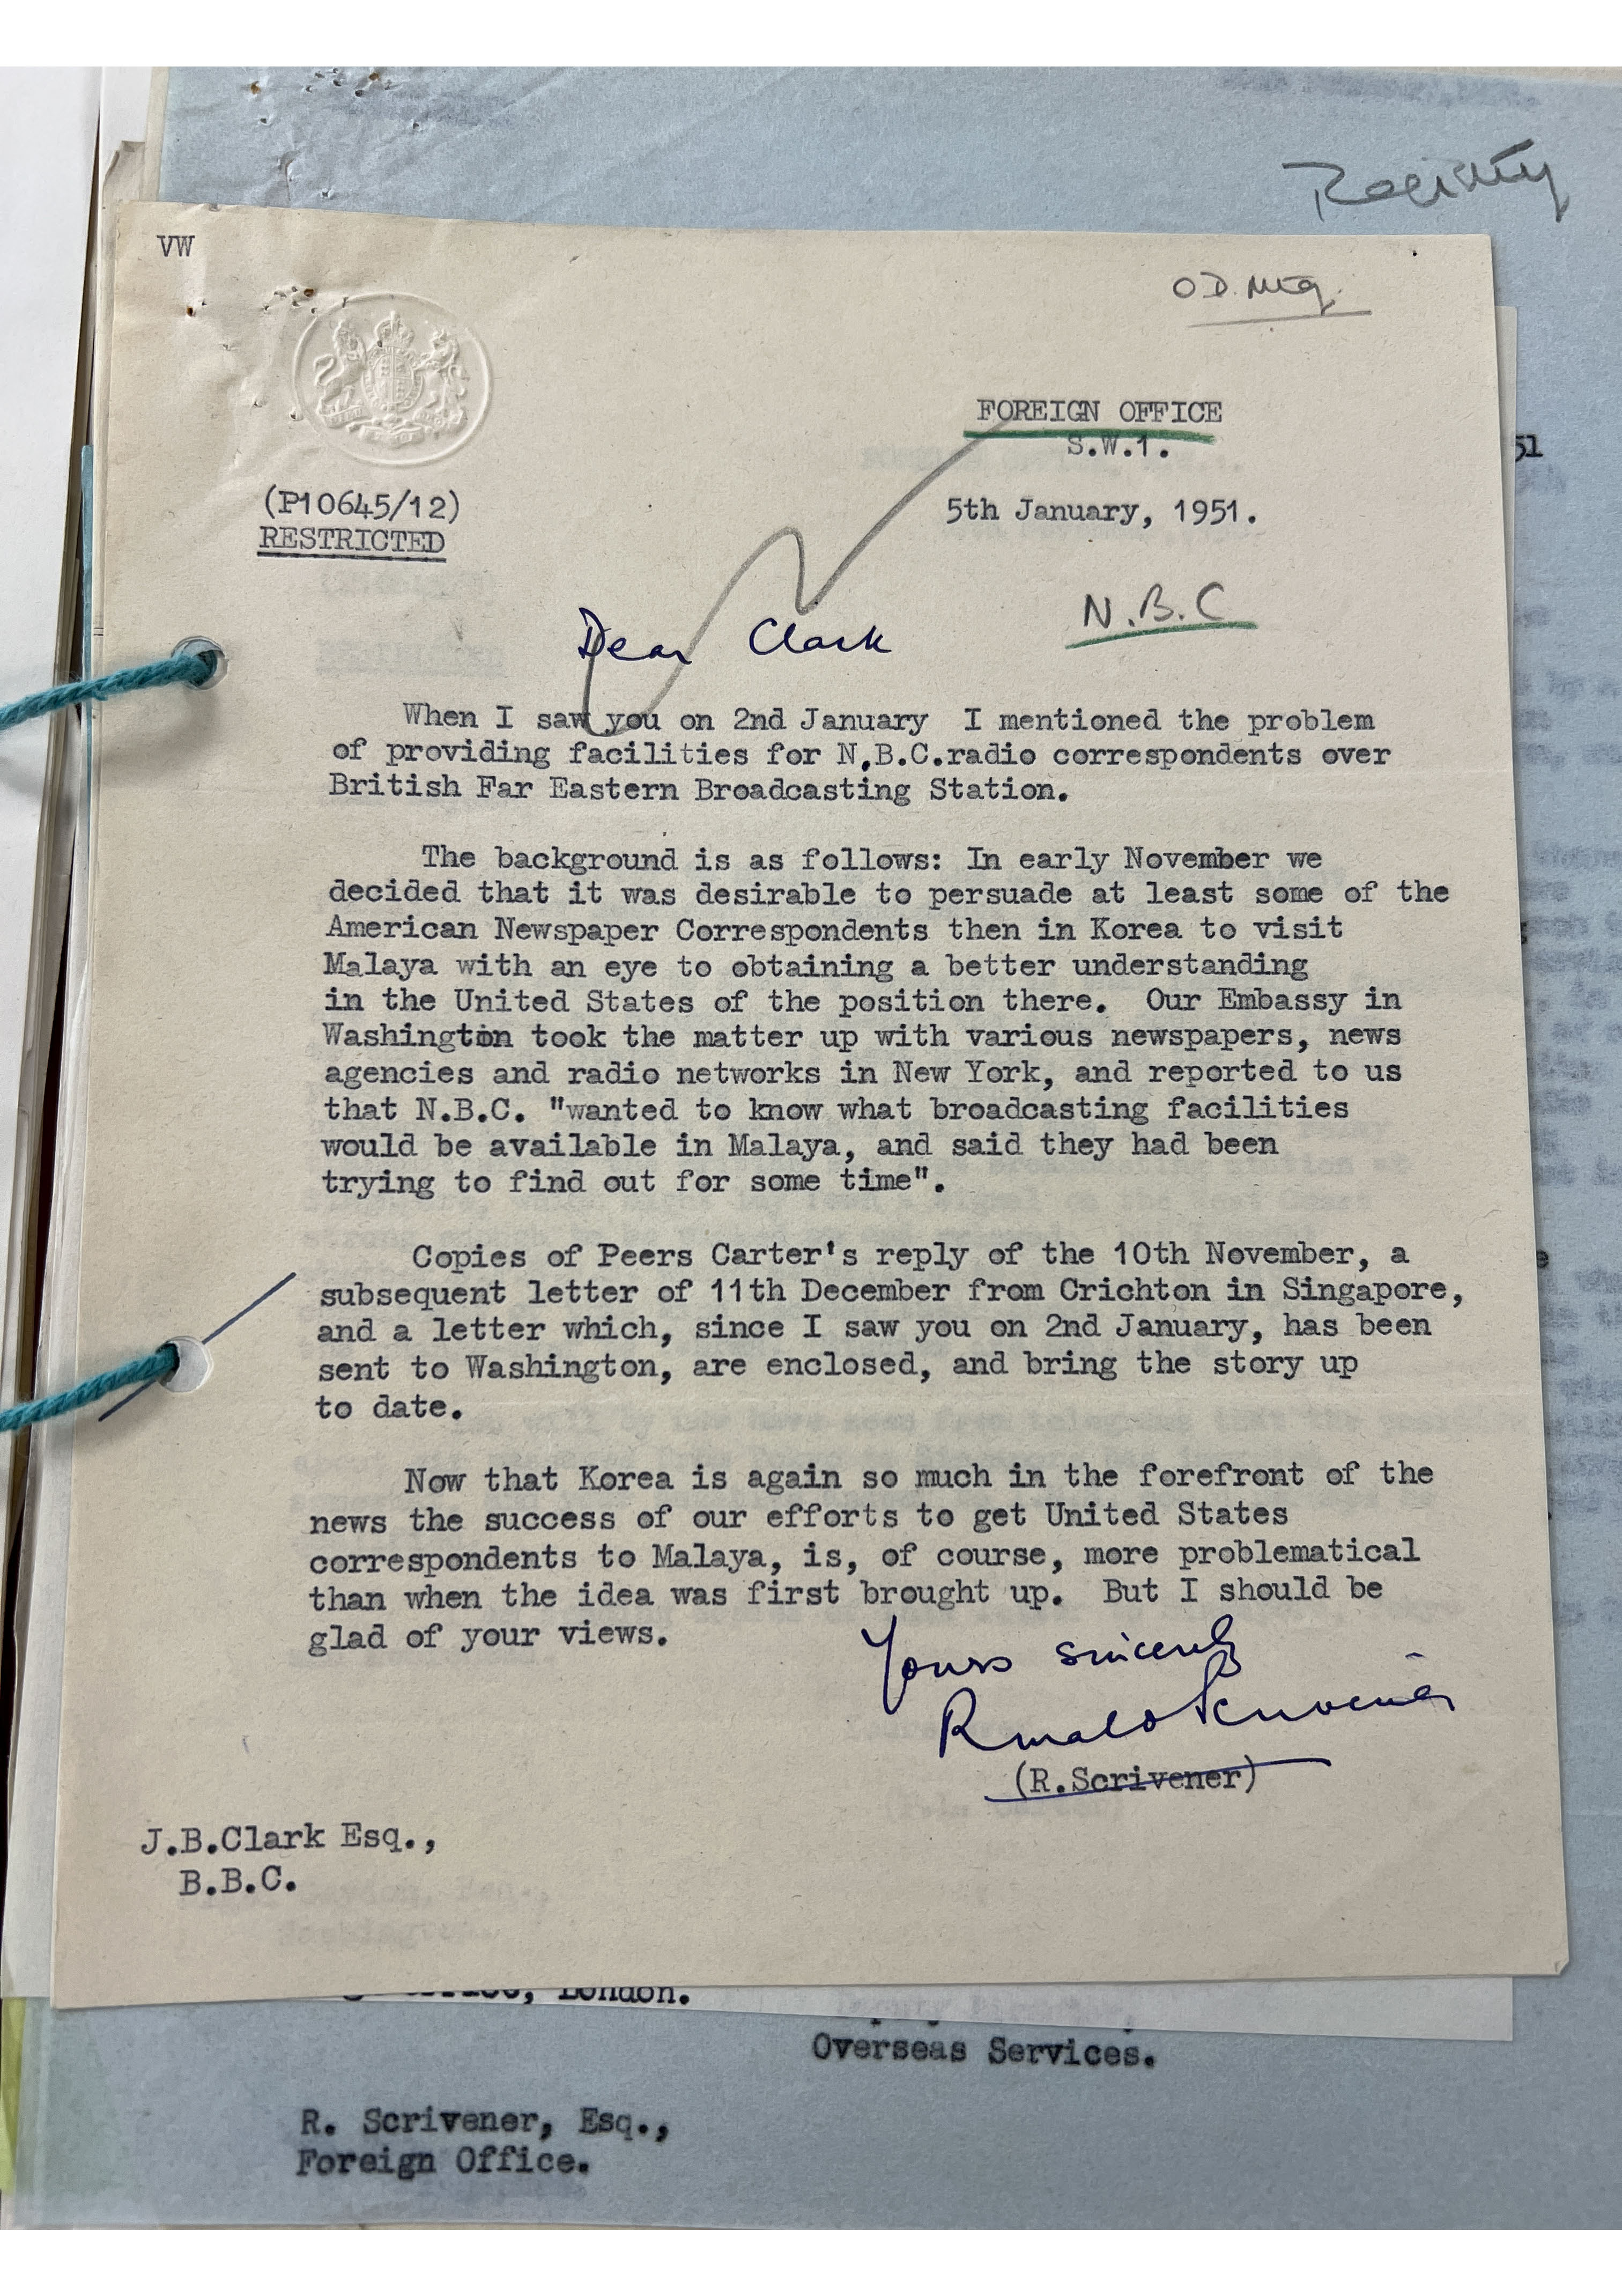 Registry
VW
O D. Mtg.
FOREIGN OFFICE
S.W.1.
(P10645/12)
RESTRICTED
5th January, 1951.
N.B.C
Dear Clark
When I saw you on 2nd January I mentioned the problem
of providing facilities for N.B.C.radio correspondents over
British Far Eastern Broadcasting Station.
The background is as follows: In early November we
decided that it was desirable to persuade at least some of the
American Newspaper Correspondents then in Korea to visit
Malaya with an eye to obtaining a better understanding
in the United States of the position there. Our Embassy in
Washington took the matter up with various newspapers, news
agencies and radio networks in New York, and reported to us
that N.B.C. "wanted to know what broadcasting facilities
would be available in Malaya, and said they had been
trying to find out for some time".
Copies of Peers Carter's reply of the 10th November, a
subsequent letter of 11th December from Crichton in Singapore,
and a letter which, since I saw you on 2nd January, has been
sent to Washington, are enclosed, and bring the story up
to date.
Now that Korea is again so much in the forefront of the
news the success of our efforts to get United States
correspondents to Malaya, is, of course, more problematical
than when the idea was first brought up. But I should be
glad of your views.
Yours sincerely
Ronald Scrivener
(R.Scrivener)
J.B.Clark Esq.,
B.B.C.
London.
Overseas Services.
R. Scrivener, Esq.,
Foreign Office.
51